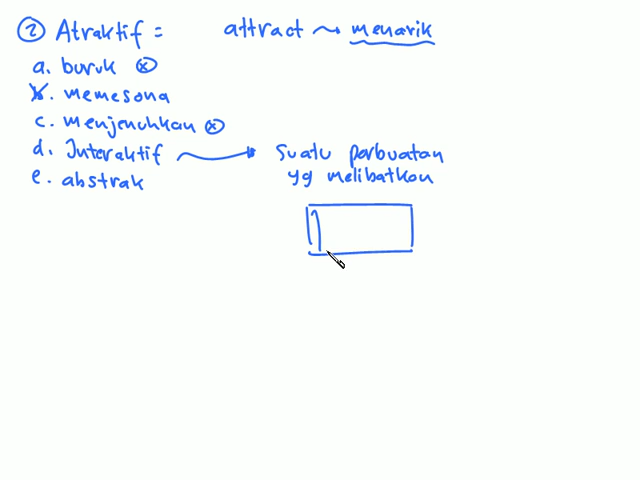 2 Atraktif = attract ⤳ menarik
a. buruk ⓧ
b. memesona
c. menjenuhkan ⓧ
d. Interaktif → Suatu perbuatan
yg melibatkan
e. abstrak